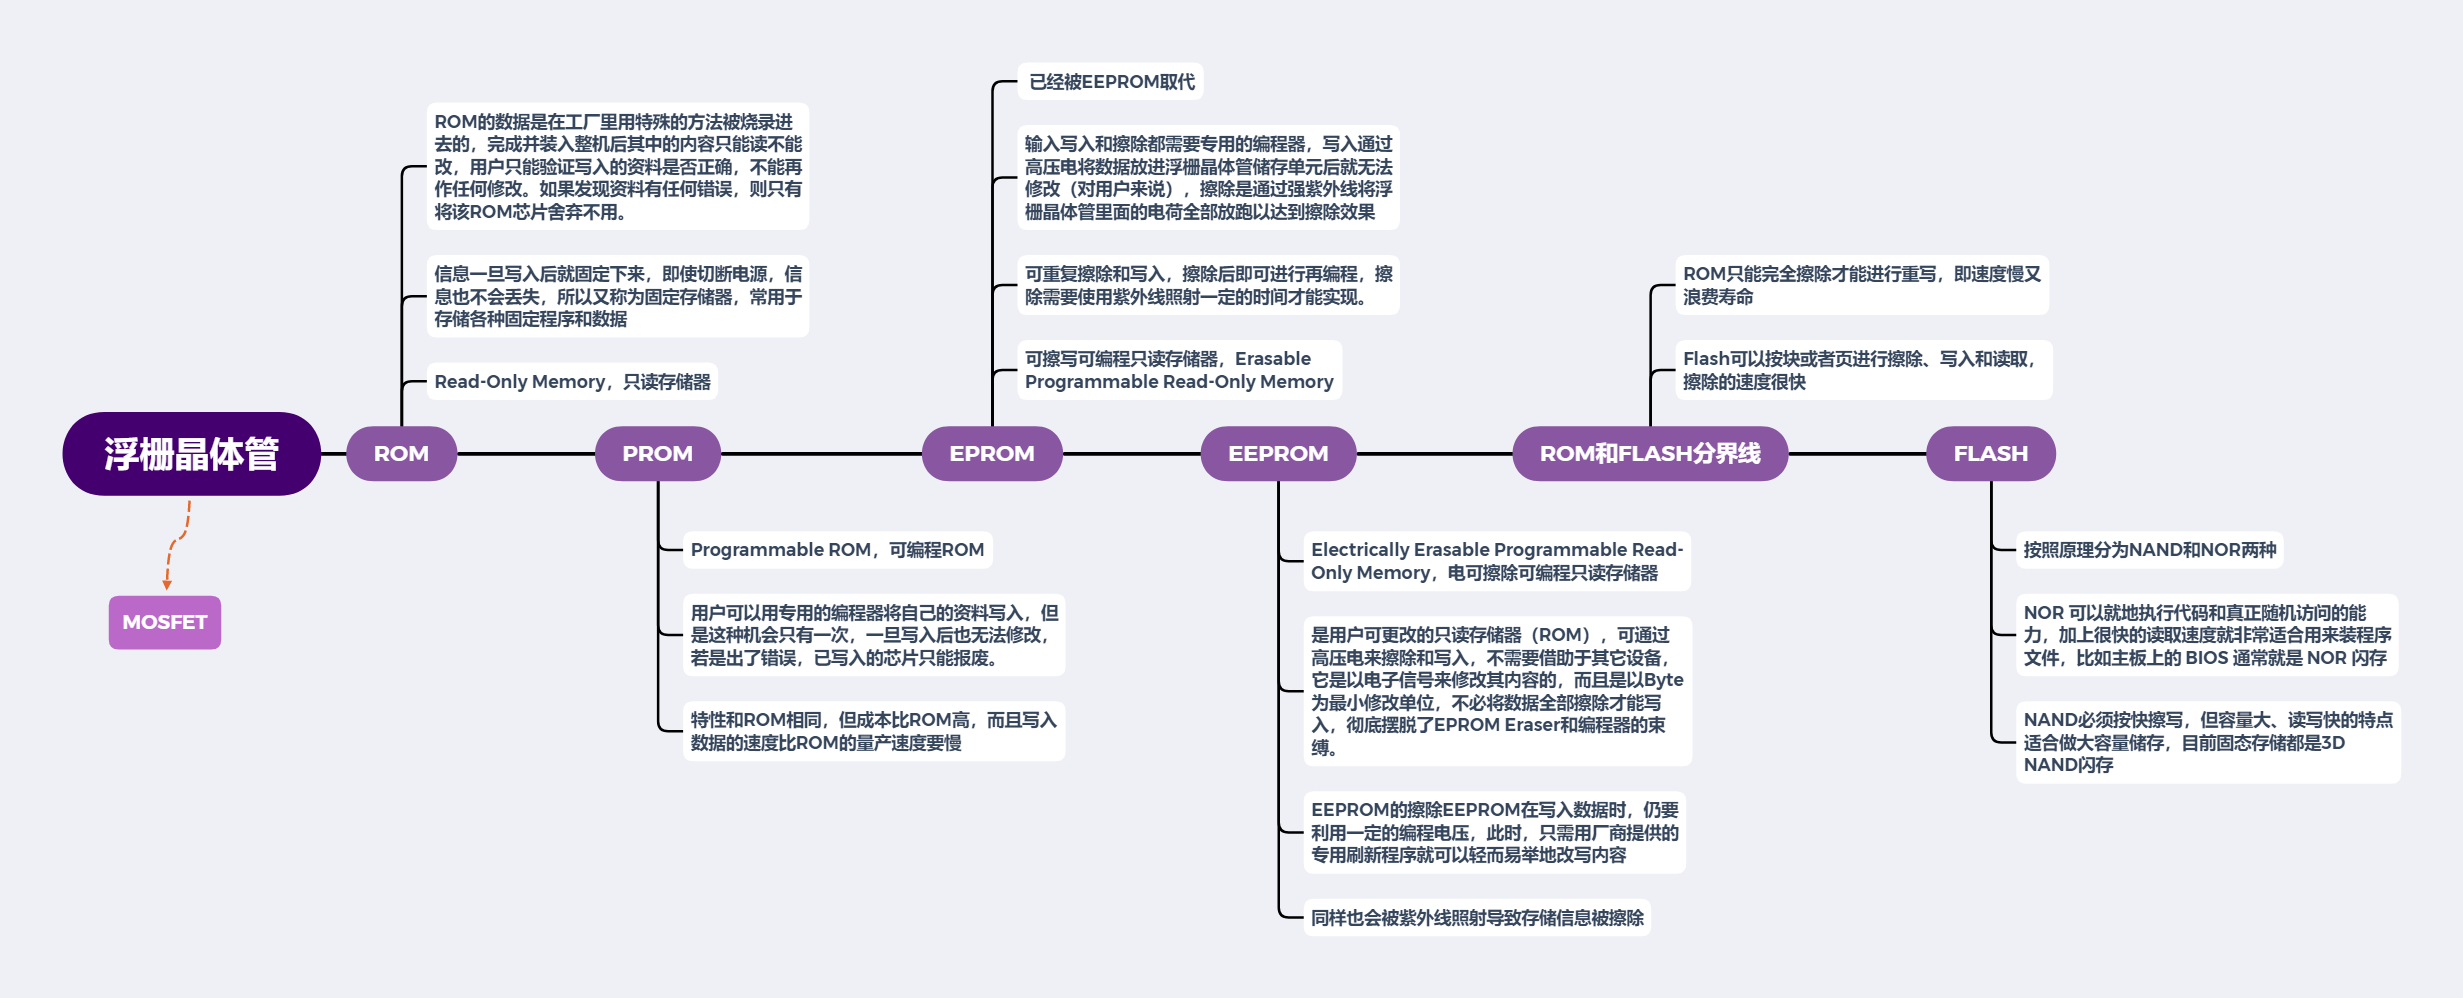 浮栅晶体管
MOSFET
ROM
ROM的数据是在工厂里用特殊的方法被烧录进
去的，完成并装入整机后其中的内容只能读不能
改，用户只能验证写入的资料是否正确，不能再
作任何修改。如果发现资料有任何错误，则只有
将该ROM芯片舍弃不用。
信息一旦写入后就固定下来，即使切断电源，信
息也不会丢失，所以又称为固定存储器，常用于
存储各种固定程序和数据
Read-Only Memory，只读存储器
PROM
Programmable ROM，可编程ROM
用户可以用专用的编程器将自己的资料写入，但
是这种机会只有一次，一旦写入后也无法修改，
若是出了错误，已写入的芯片只能报废。
特性和ROM相同，但成本比ROM高，而且写入
数据的速度比ROM的量产速度要慢
EPROM
已经被EEPROM取代
输入写入和擦除都需要专用的编程器，写入通过
高压电将数据放进浮栅晶体管储存单元后就无法
修改（对用户来说），擦除是通过强紫外线将浮
栅晶体管里面的电荷全部放跑以达到擦除效果
可重复擦除和写入，擦除后即可进行再编程，擦
除需要使用紫外线照射一定的时间才能实现。
可擦写可编程只读存储器，Erasable
Programmable Read-Only Memory
EEPROM
Electrically Erasable Programmable Read-
Only Memory，电可擦除可编程只读存储器
是用户可更改的只读存储器（ROM），可通过
高压电来擦除和写入，不需要借助于其它设备，
它是以电子信号来修改其内容的，而且是以Byte
为最小修改单位，不必将数据全部擦除才能写
入，彻底摆脱了EPROM Eraser和编程器的束
缚。
EEPROM的擦除EEPROM在写入数据时，仍要
利用一定的编程电压，此时，只需用厂商提供的
专用刷新程序就可以轻而易举地改写内容
同样也会被紫外线照射导致存储信息被擦除
ROM和FLASH分界线
ROM只能完全擦除才能进行重写，即速度慢又
浪费寿命
Flash可以按块或者页进行擦除、写入和读取，
擦除的速度很快
FLASH
按照原理分为NAND和NOR两种
NOR 可以就地执行代码和真正随机访问的能
力，加上很快的读取速度就非常适合用来装程序
文件，比如主板上的 BIOS 通常就是 NOR 闪存
NAND必须按快擦写，但容量大、读写快的特点
适合做大容量储存，目前固态存储都是3D
NAND闪存